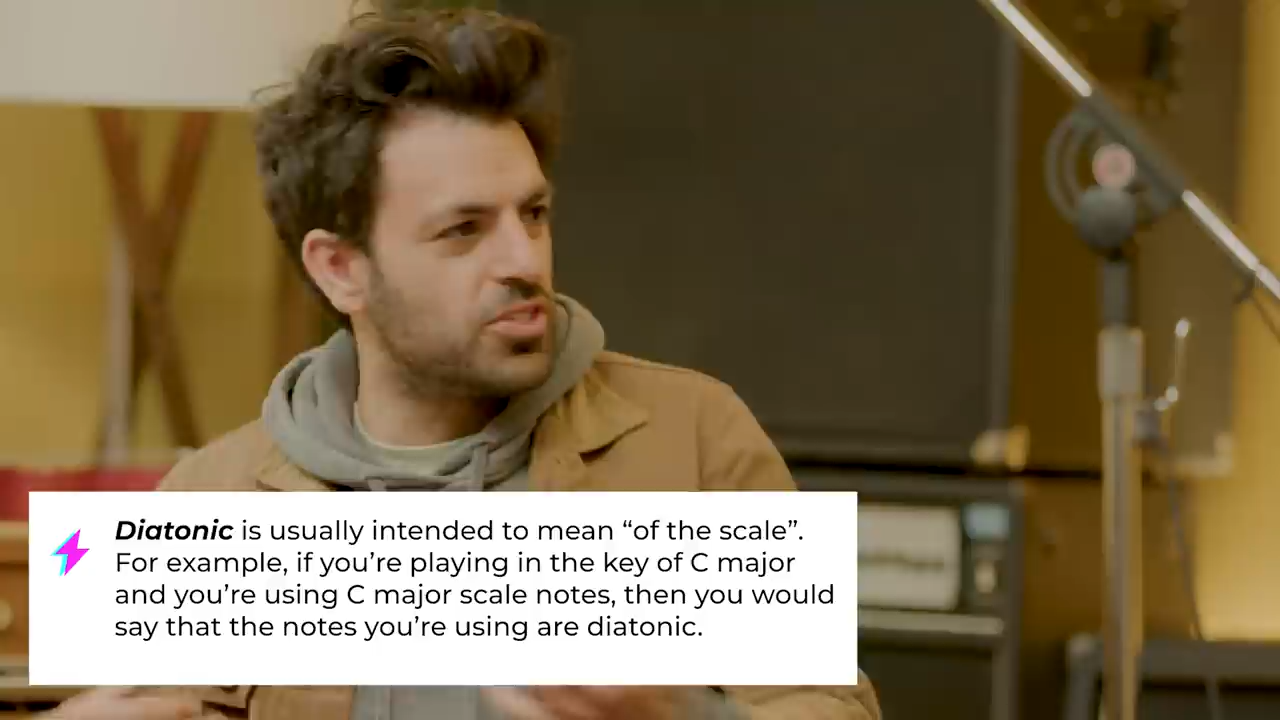 Diatonic is usually intended to mean “of the scale”.
For example, if you’re playing in the key of C major
and you’re using C major scale notes, then you would
say that the notes you’re using are diatonic.